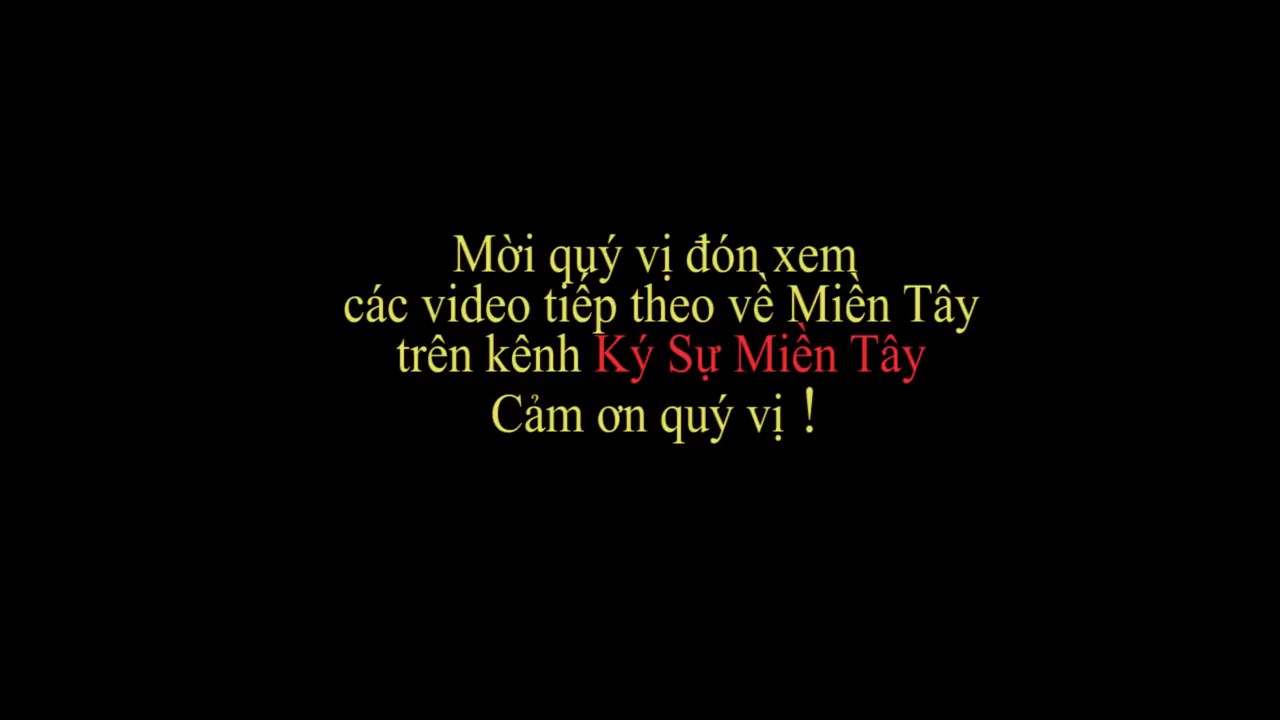 Mời quý vị đón xem
các video tiếp theo về Miền Tây
trên kênh Ký Sự Miền Tây
Cảm ơn quý vị !